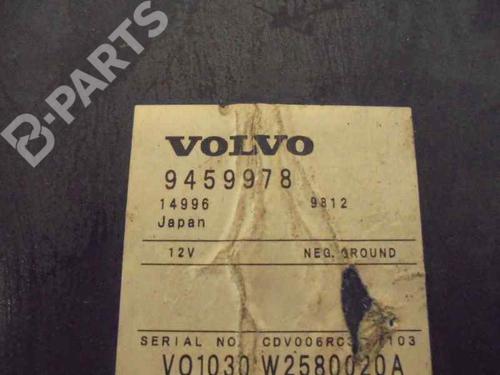 B-PARTS
VOLVO
9459978
14996 9812
Japan
12V NEG. GROUND
SERIAL NO.
VO1030 W2580020A